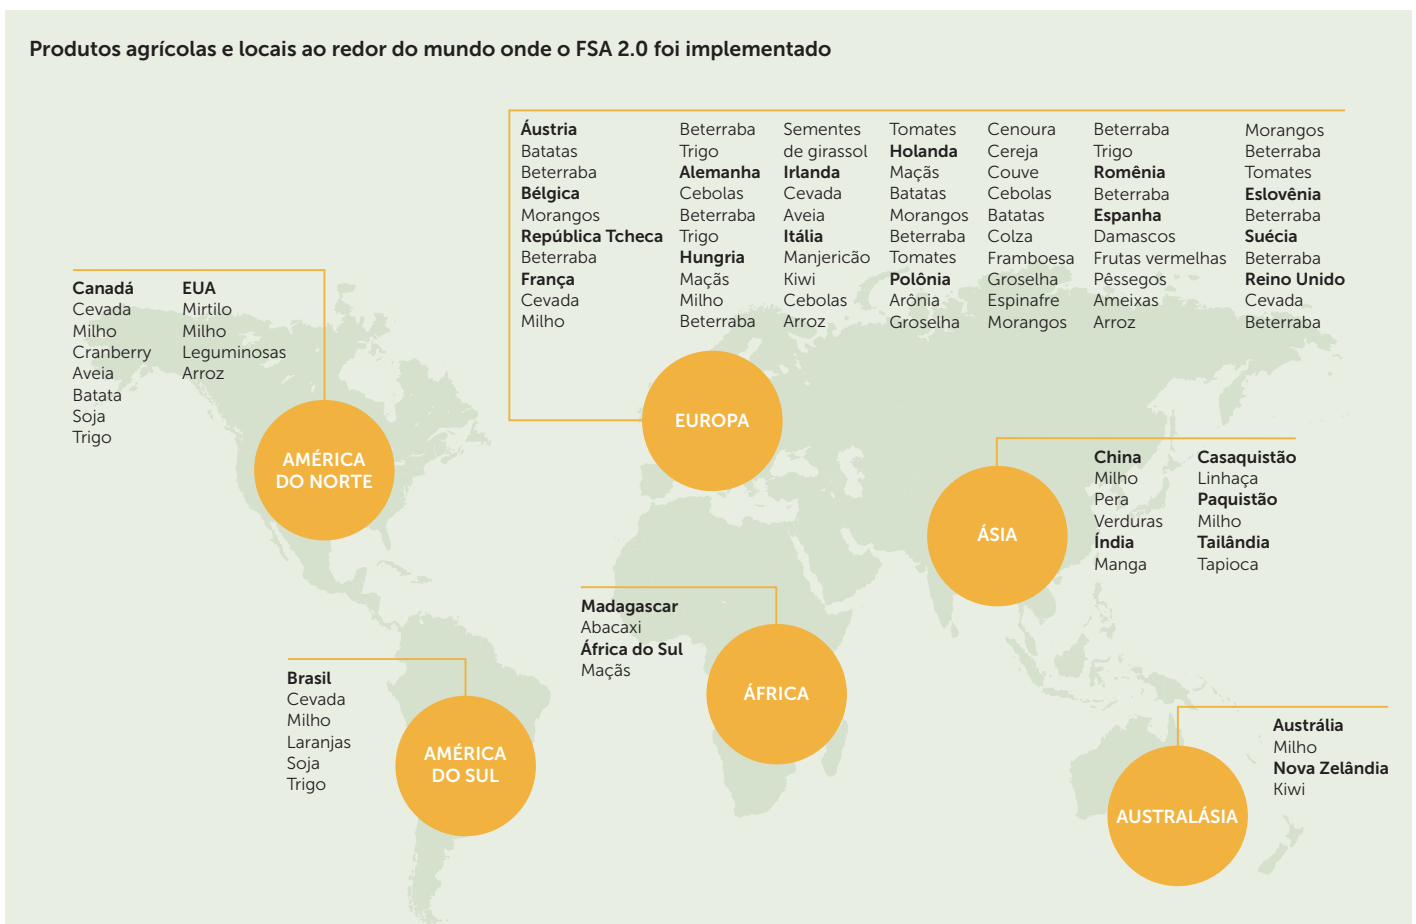 Produtos agrícolas e locais ao redor do mundo onde o FSA 2.0 foi implementado
Canadá
Cevada
Milho
Cranberry
Aveia
Batata
Soja
Trigo
EUA
Mirtilo
Milho
Leguminosas
Arroz
AMÉRICA
DO NORTE
Áustria
Batatas
Beterraba
Bélgica
Morangos
República Tcheca
Beterraba
França
Cevada
Milho
Beterraba
Trigo
Alemanha
Cebolas
Beterraba
Trigo
Hungria
Maçãs
Milho
Beterraba
Sementes
de girassol
Irlanda
Cevada
Aveia
Itália
Manjericão
Kiwi
Cebolas
Arroz
Tomates
Holanda
Maçãs
Batatas
Morangos
Beterraba
Tomates
Polônia
Arônia
Groselha
Cenoura
Cereja
Couve
Cebolas
Batatas
Colza
Framboesa
Groselha
Espinafre
Morangos
Beterraba
Trigo
Romênia
Beterraba
Espanha
Damascos
Frutas vermelhas
Pêssegos
Ameixas
Arroz
Morangos
Beterraba
Tomates
Eslovênia
Beterraba
Suécia
Beterraba
Reino Unido
Cevada
Beterraba
EUROPA
China
Milho
Pera
Verduras
Índia
Manga
Casaquistão
Linhaça
Paquistão
Milho
Tailândia
Tapioca
ÁSIA
Madagascar
Abacaxi
África do Sul
Maçãs
ÁFRICA
Brasil
Cevada
Milho
Laranjas
Soja
Trigo
AMÉRICA
DO SUL
Austrália
Milho
Nova Zelândia
Kiwi
AUSTRALÁSIA